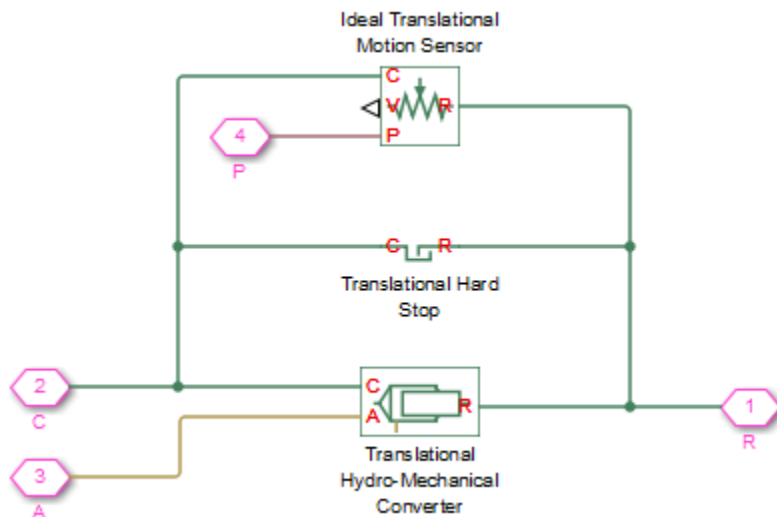 Ideal Translational
Motion Sensor
C
V R
4 P
P
C R
Translational Hard
Stop
2 C
C A R 1
R
3 Translational
A Hydro-Mechanical
Converter